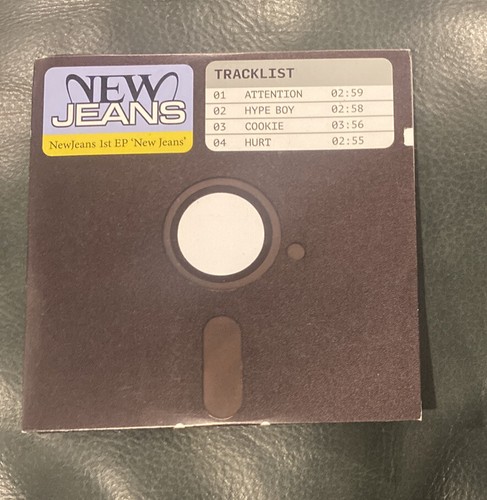 NEW
JEANS
NewJeans 1st EP 'New Jeans'
TRACKLIST
01 ATTENTION 02:59
02 HYPE BOY 02:58
03 COOKIE 03:56
04 HURT 02:55